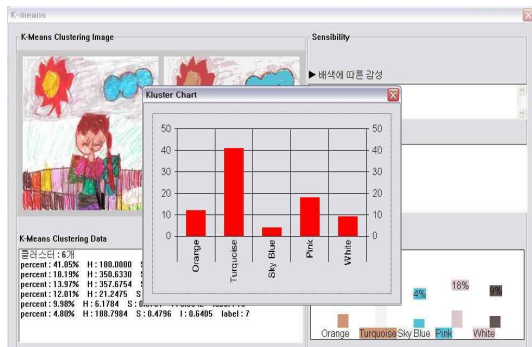 K-means
K-Means Clustering Image
Sensibility
▶ 배색에 따른 감성
Kluster Chart
50
50
40
40
30
30
20
20
10
10
0
0
Orange
Turquoise
Sky Blue
Pink
White
K-Means Clustering Data
클러스터 : 6개
percent : 41.05% H : 180.0000
percent : 18.19% H : 350.6330
percent : 13.97% H : 357.6754
percent : 12.01% H : 21.2475
percent : 9.98% H : 6.1784
percent : 4.80% H : 188.7984 S : 0.4796 I : 0.6405 label : 7
4%
18%
9%
Orange Turquoise Sky Blue Pink White